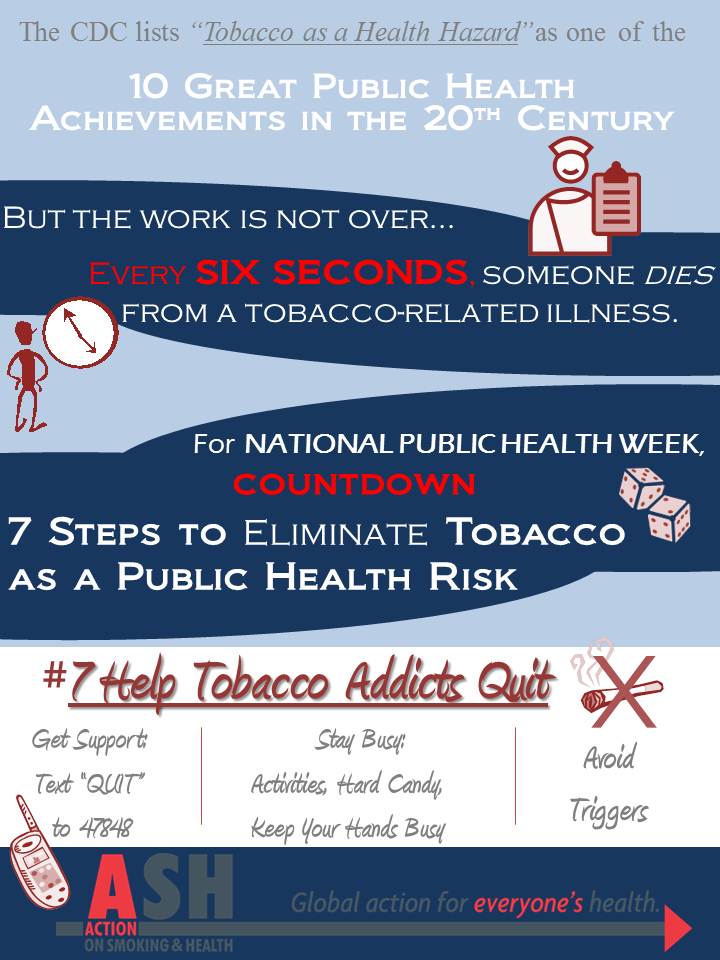 The CDC lists “Tobacco as a Health Hazard” as one of the
10 Great Public Health
Achievements in the 20th Century
But the work is not over...
Every SIX SECONDS, someone dies
from a tobacco-related illness.
For NATIONAL PUBLIC HEALTH WEEK,
COUNTDOWN
7 Steps to Eliminate Tobacco
as a Public Health Risk
#7 Help Tobacco Addicts Quit
Get Support:
Text “QUIT”
to 47848
Stay Busy:
Activities, Hard Candy,
Keep Your Hands Busy
Avoid
Triggers
ASH
ACTION
ON SMOKING & HEALTH
Global action for everyone’s health.